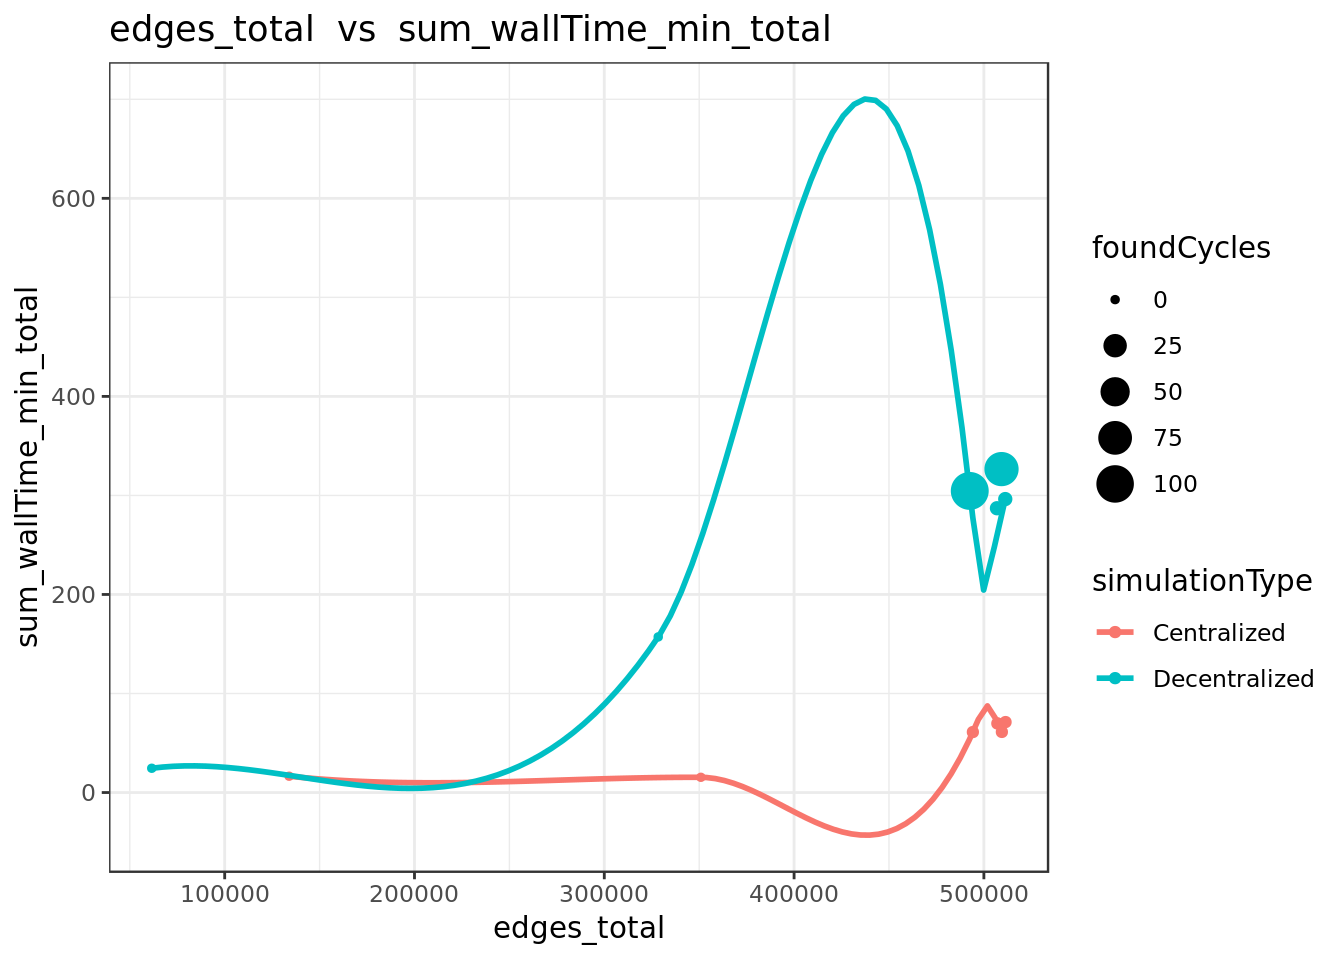 edges_total  vs  sum_wallTime_min_total
sum_wallTime_min_total
600
400
200
0
100000
200000
300000
400000
500000
edges_total
foundCycles
0
25
50
75
100
simulationType
Centralized
Decentralized